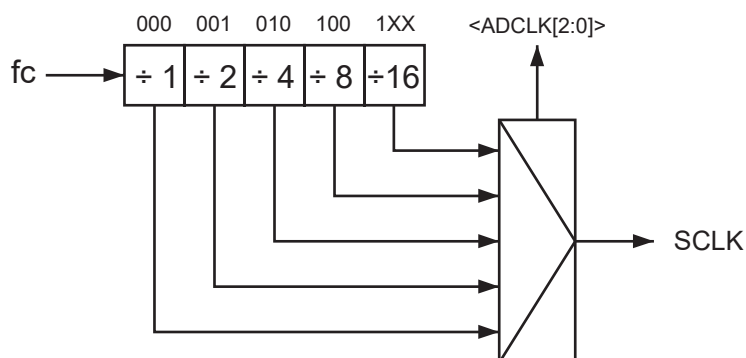 000 001 010 100 1XX
<ADCLK[2:0]>
fc
÷ 1 ÷ 2 ÷ 4 ÷ 8 ÷16
SCLK